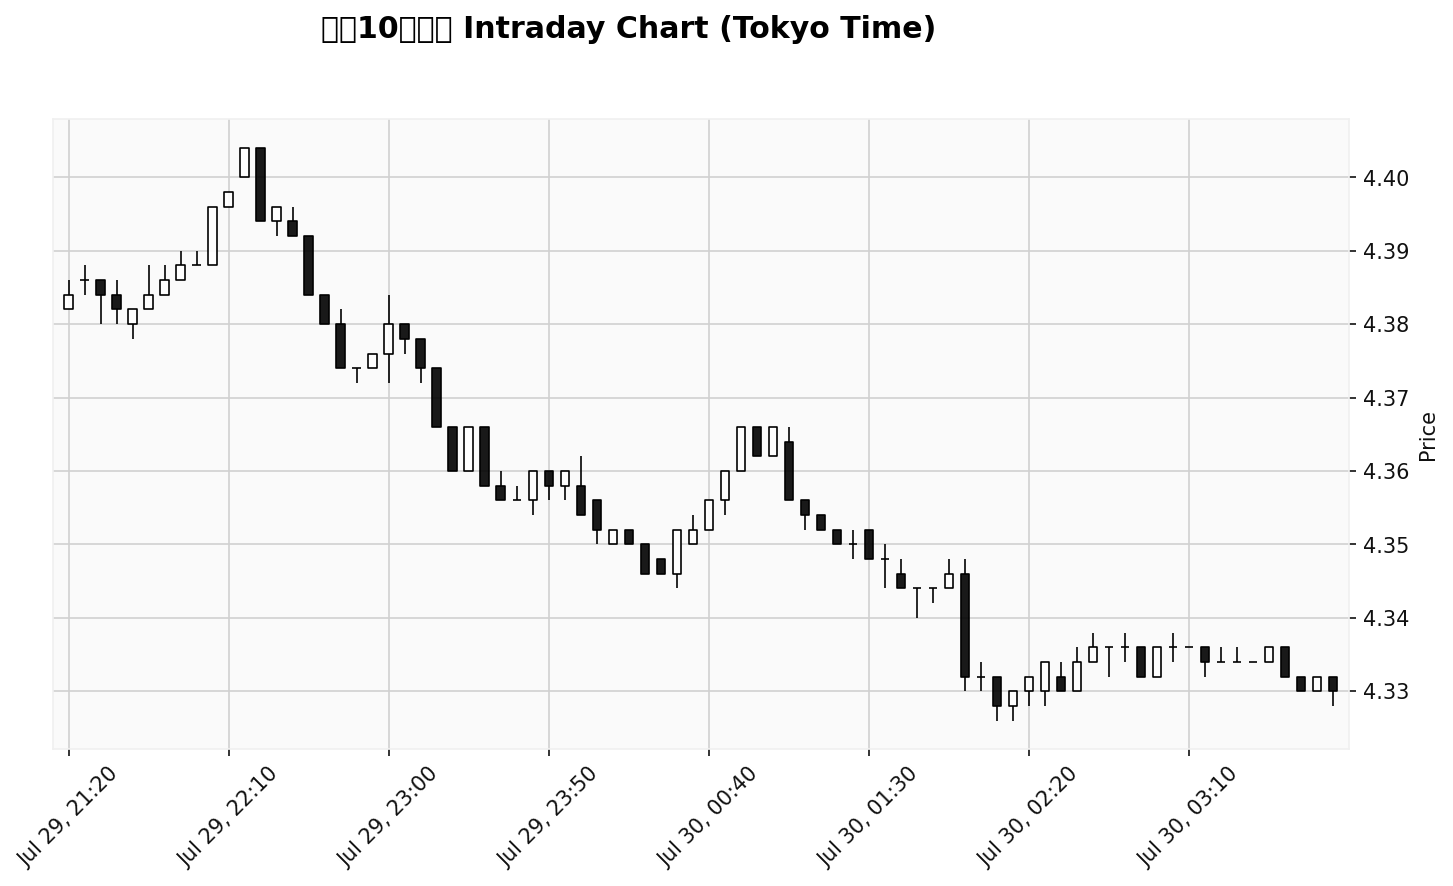 10 Intraday Chart (Tokyo Time)
4.40
4.39
4.38
4.37
4.36
4.35
4.34
4.33
Price
Jul 29, 21:20
Jul 29, 22:10
Jul 29, 23:00
Jul 29, 23:50
Jul 30, 00:40
Jul 30, 01:30
Jul 30, 02:20
Jul 30, 03:10